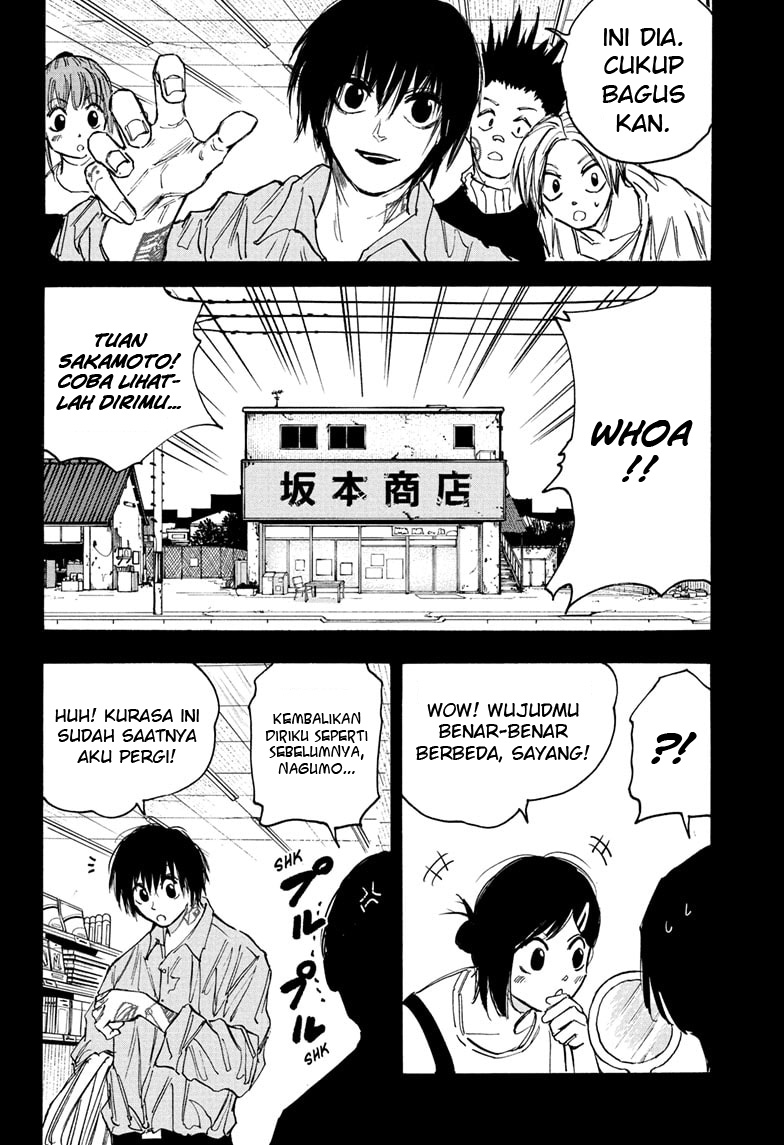 INI DIA.
CUKUP
BAGUS
KAN.
WHOA
!!
TUAN
SAKAMOTO!
COBA LIHAT-
LAH DIRIMU...
坂本商店
?!
WOW! WUJUDMU
BENAR-BENAR
BERBEDA, SAYANG!
KEMBALIKAN
DIRIKU SEPERTI
SEBELUMNYA,
NAGUMO...
HUH! KURASA INI
SUDAH SAATNYA
AKU PERGI!
SHK
プルプル
SHK